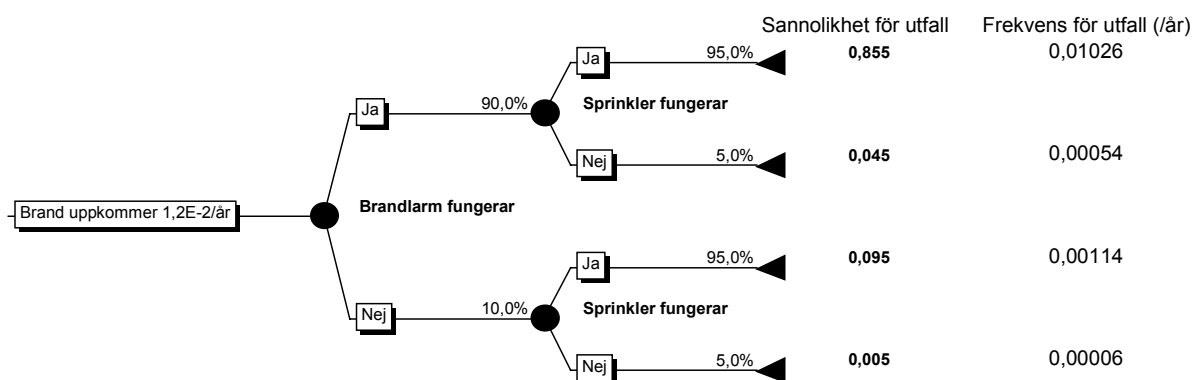 Sannolikhet för utfall Frekvens för utfall (/år)
Ja 95,0% 0,855 0,01026
Ja 90,0% Sprinkler fungerar
Nej 5,0% 0,045 0,00054
Brand uppkommer 1,2E-2/år Brandlarm fungerar
Ja 95,0% 0,095 0,00114
Nej 10,0% Sprinkler fungerar
Nej 5,0% 0,005 0,00006